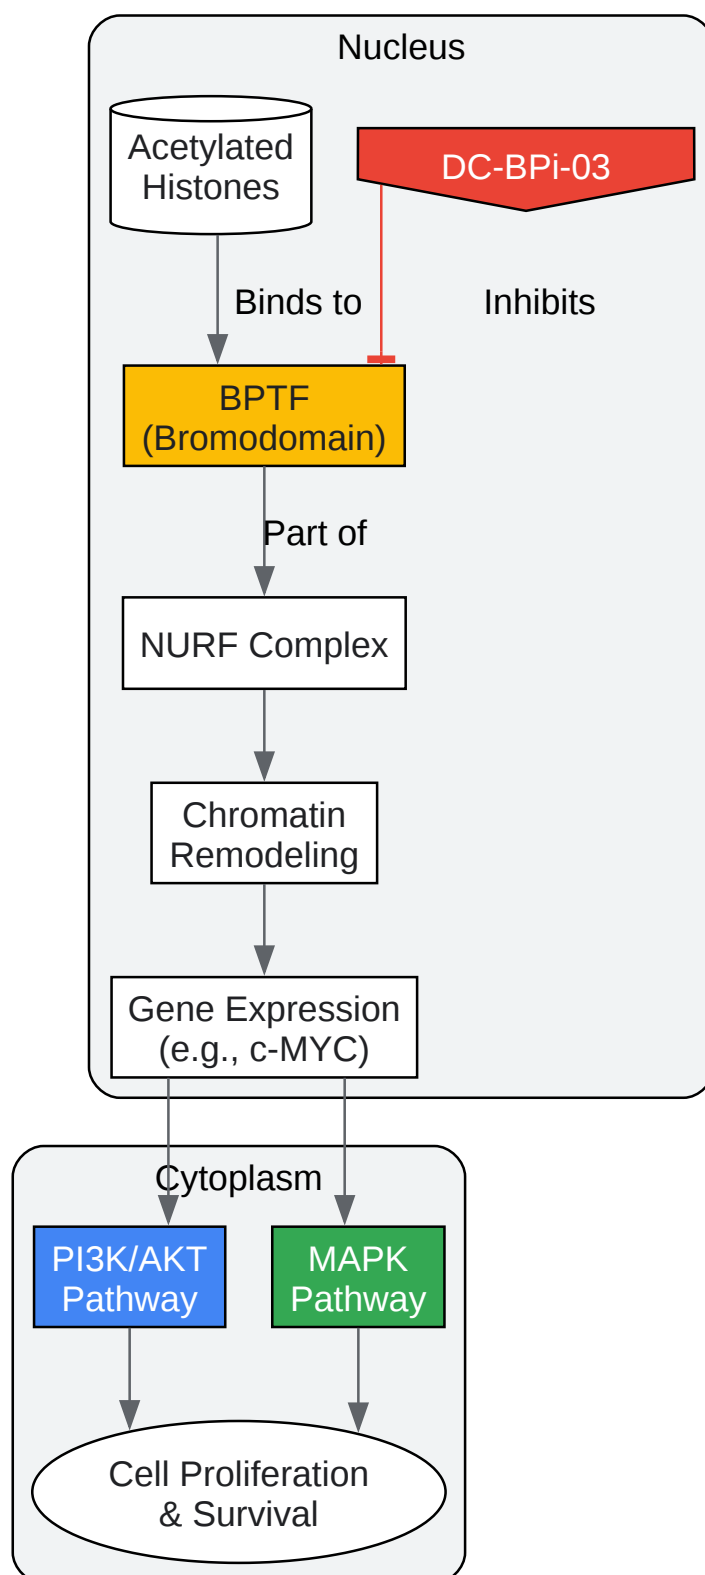 Nucleus
Acetylated
Histones
DC-BPi-03
Binds to
Inhibits
BPTF
(Bromodomain)
Part of
NURF Complex
Chromatin
Remodeling
Gene Expression
(e.g., c-MYC)
Cytoplasm
PI3K/AKT
Pathway
MAPK
Pathway
Cell Proliferation
& Survival